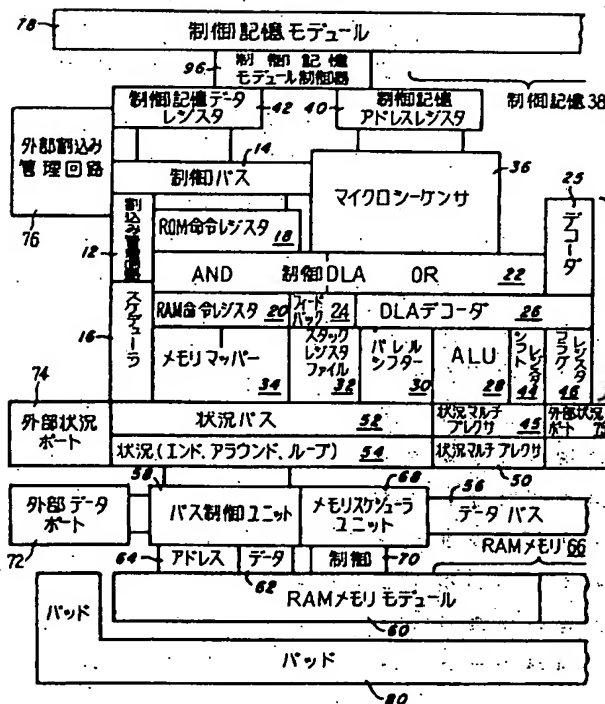 78
制御記憶モジュール
96
制御記憶
モジュール制御器
制御記憶データ
レジスタ
42
40
制御記憶
アドレスレジスタ
制御記憶38
外部割込み
管理回路
76
14
制御バス
マイクロシーケンサ
36
25
デコーダ
12
ROM命令レジスタ 18
AND 制御DLA OR 22
スケジューラ
16
RAM命令レジスタ 20
フィードバック 24
DLAデコーダ 26
メモリマッパー
34
スタック
レジスタ
ファイル
32
バレル
シフター
30
ALU
28
シフト
レジスタ
44
フラグ
レジスタ
46
74
外部状況
ポート
状況バス 52
状況マルチ
プレクサ 45
外部状況
ポート
状況(エンド、アラウンド、ループ) 54
状況マルチプレクサ
50
58
68
56
外部データ
ポート
72
バス制御ユニット
メモリスケジューラ
ユニット
データバス
64
アドレス
データ
制御
70
RAMメモリ 66
62
RAMメモリモジュール
60
パッド
パッド
80